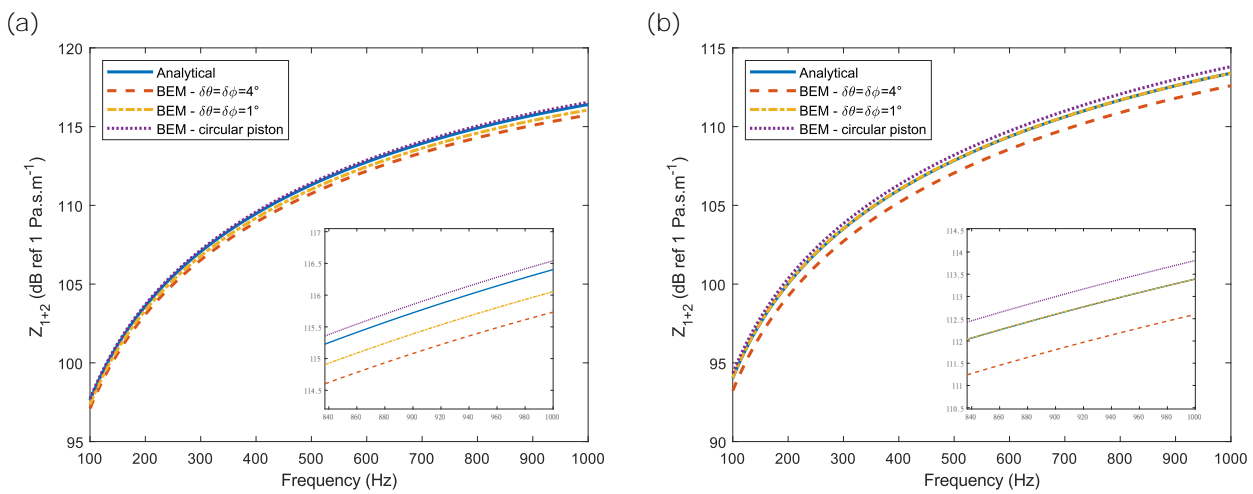 (a)
120
115
110
105
100
95
Z1+2 (dB ref 1 Pa.s.m-1)
Analytical
BEM - δθ=δϕ=4°
BEM - δθ=δϕ=1°
BEM - circular piston
117
116.5
116
115.5
115
114.5
840 860 880 900 920 940 960 980 1000
100 200 300 400 500 600 700 800 900 1000
Frequency (Hz)
(b)
115
110
105
100
95
90
Z1+2 (dB ref 1 Pa.s.m-1)
Analytical
BEM - δθ=δϕ=4°
BEM - δθ=δϕ=1°
BEM - circular piston
114.5
114
113.5
113
112.5
112
111.5
111
110.5
840 860 880 900 920 940 960 980 1000
100 200 300 400 500 600 700 800 900 1000
Frequency (Hz)